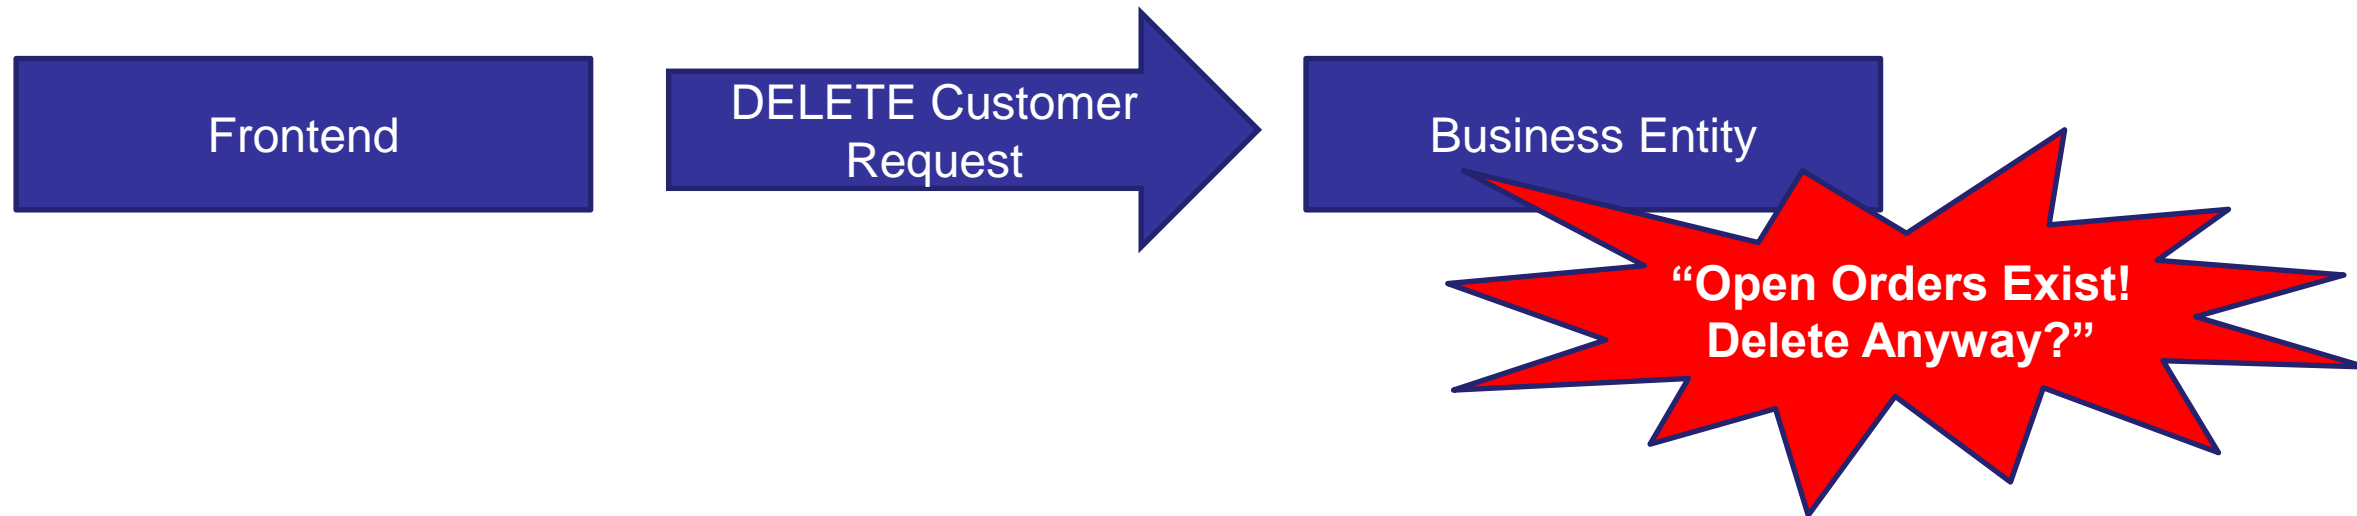 Frontend
DELETE Customer
Request
Business Entity
“Open Orders Exist!
Delete Anyway?”